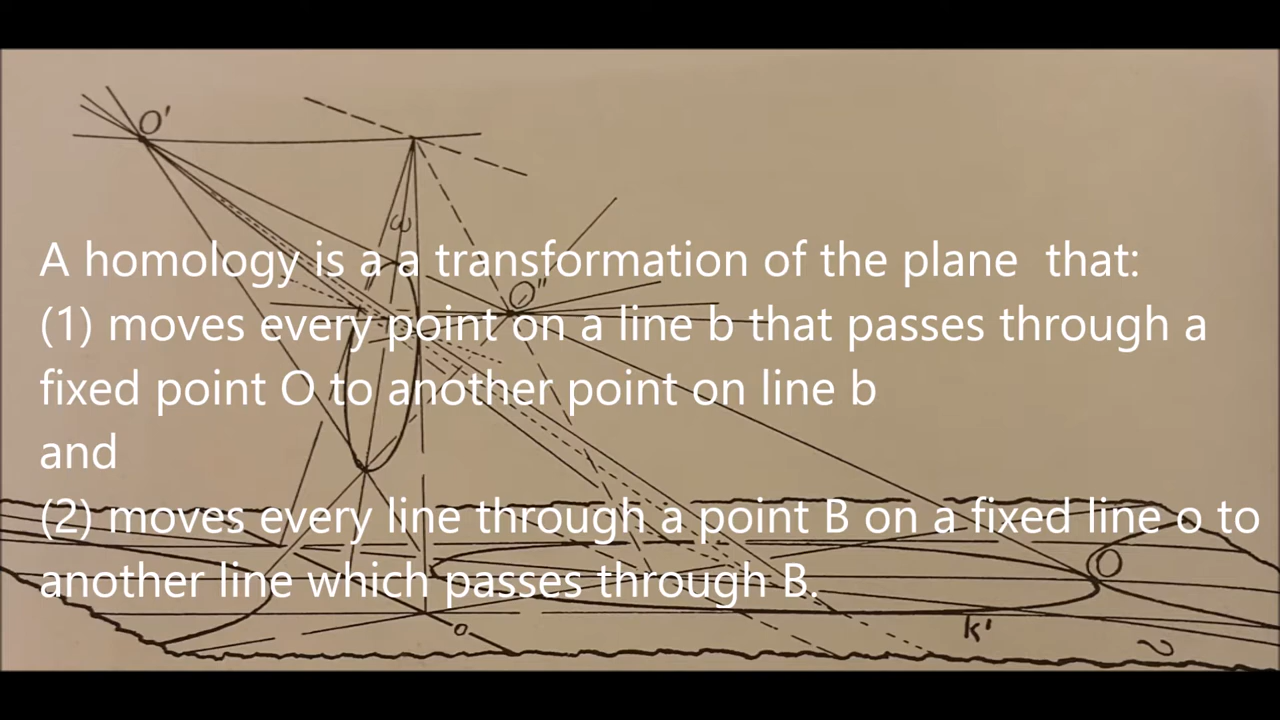 O'
ω
A homology is a a transformation of the plane that:
O"
(1) moves every point on a line b that passes through a
fixed point O to another point on line b
and
(2) moves every line through a point B on a fixed line o to
another line which passes through B.
O
o
k'